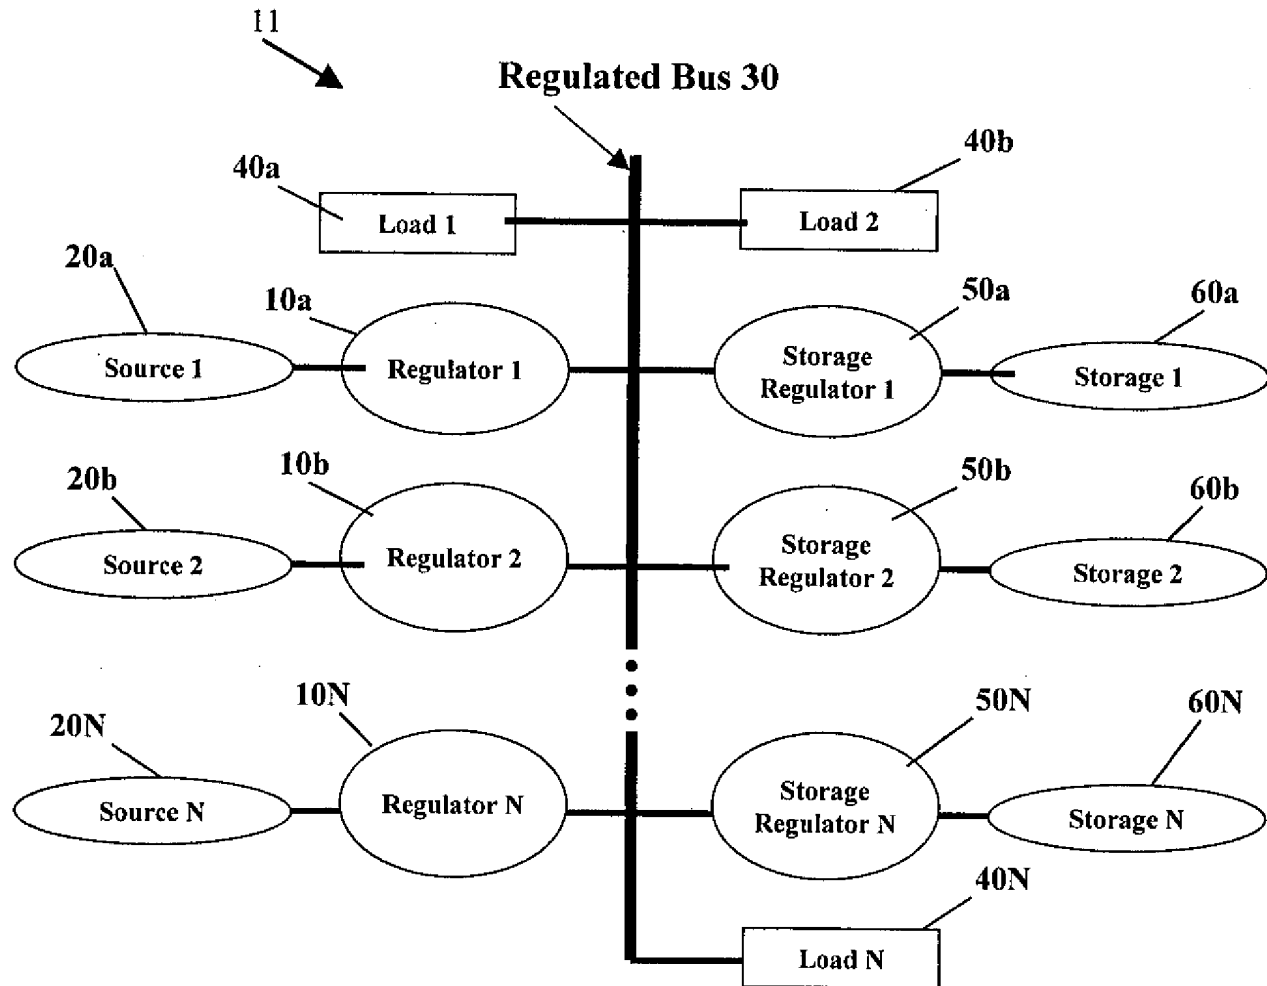 11
Regulated Bus 30
40a
40b
Load 1
Load 2
20a
10a
50a
60a
Source 1
Regulator 1
Storage
Regulator 1
Storage 1
20b
10b
50b
60b
Source 2
Regulator 2
Storage
Regulator 2
Storage 2
20N
10N
50N
60N
Source N
Regulator N
Storage
Regulator N
Storage N
40N
Load N